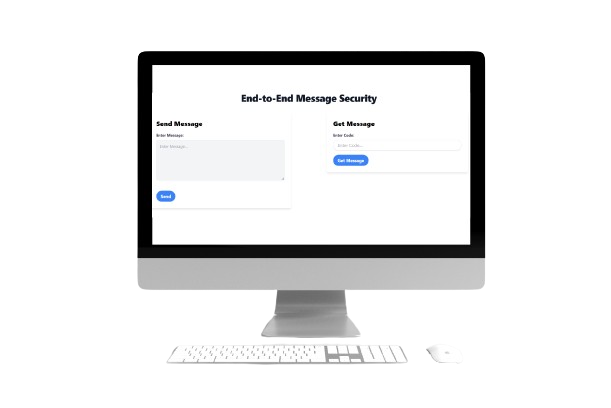 End-to-End Message Security
Send Message
Enter Message:
Enter Message...
Send
Get Message
Enter Code:
Enter Code...
Get Message